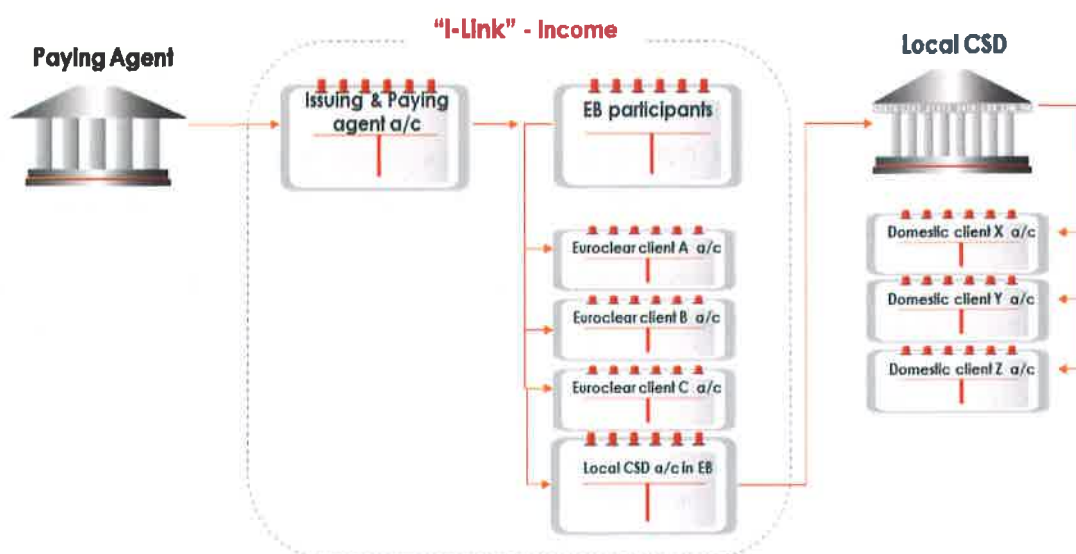 "I-Link" - Income
Paying Agent
Local CSD
Issuing & Paying
agent a/c
EB participants
Euroclear client A a/c
Euroclear client B a/c
Euroclear client C a/c
Local CSD a/c in EB
Domestic client X a/c
Domestic client Y a/c
Domestic client Z a/c